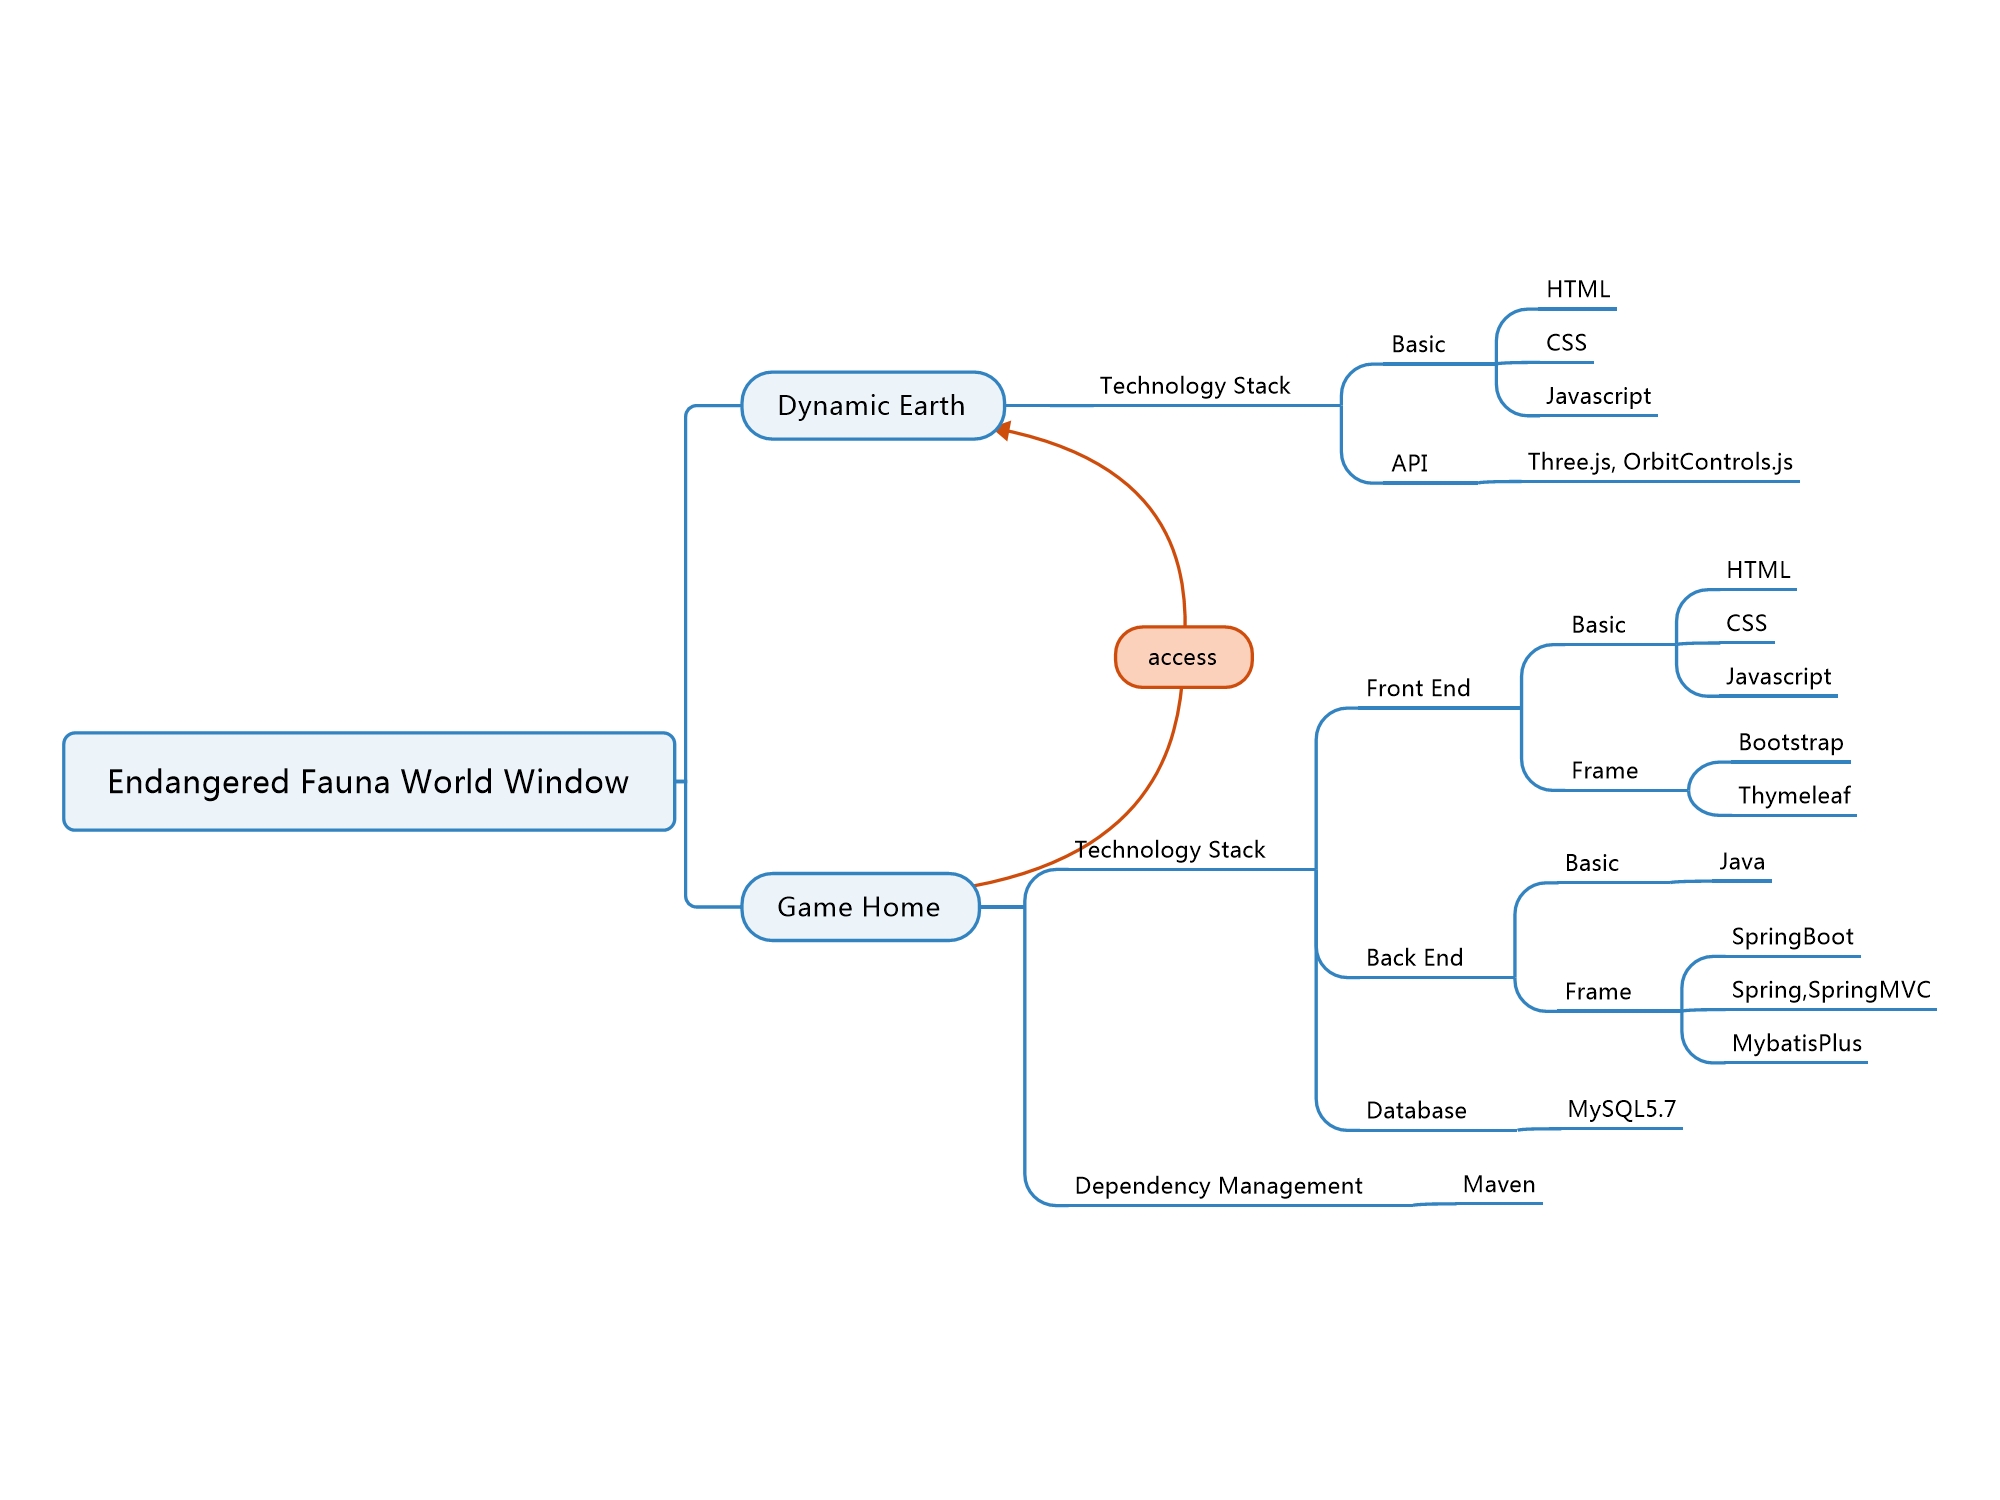 Endangered Fauna World Window
Dynamic Earth
Technology Stack
Basic
HTML
CSS
Javascript
API
Three.js, OrbitControls.js
access
Game Home
Technology Stack
Front End
Basic
HTML
CSS
Javascript
Frame
Bootstrap
Thymeleaf
Back End
Basic
Java
Frame
SpringBoot
Spring,SpringMVC
MybatisPlus
Database
MySQL5.7
Dependency Management
Maven